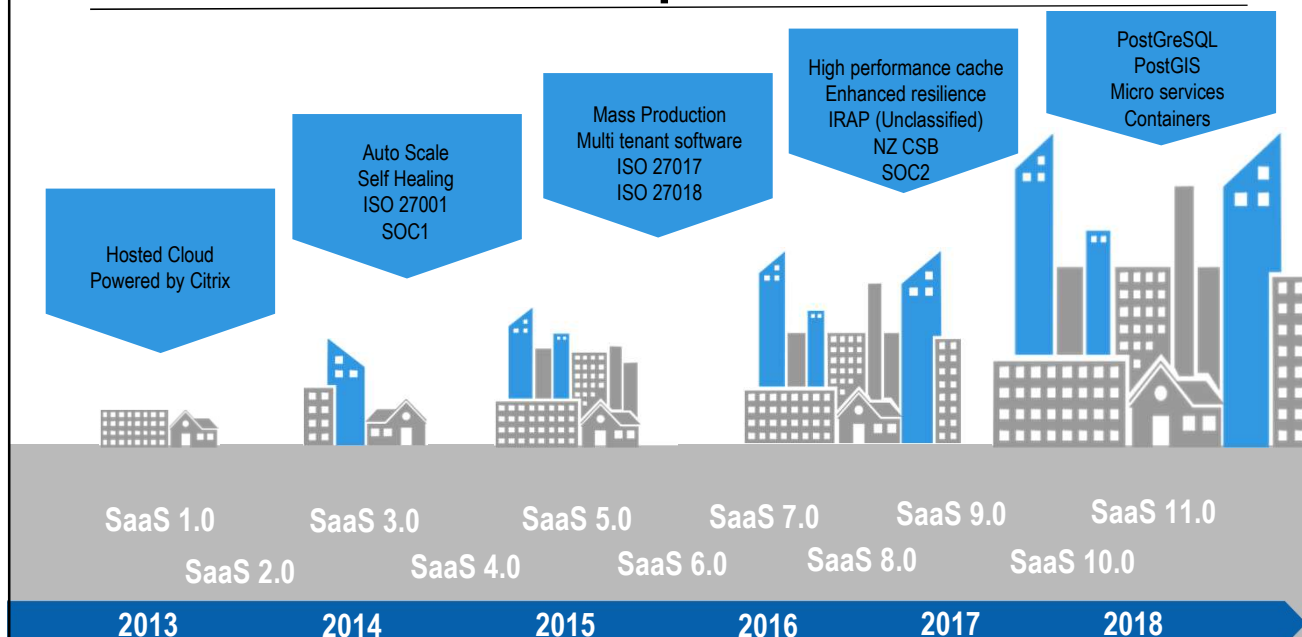 Hosted Cloud
Powered by Citrix
Auto Scale
Self Healing
ISO 27001
SOC1
Mass Production
Multi tenant software
ISO 27017
ISO 27018
High performance cache
Enhanced resilience
IRAP (Unclassified)
NZ CSB
SOC2
PostGreSQL
PostGIS
Micro services
Containers
SaaS 1.0
SaaS 3.0
SaaS 5.0
SaaS 7.0
SaaS 9.0
SaaS 11.0
SaaS 2.0
SaaS 4.0
SaaS 6.0
SaaS 8.0
SaaS 10.0
2013
2014
2015
2016
2017
2018